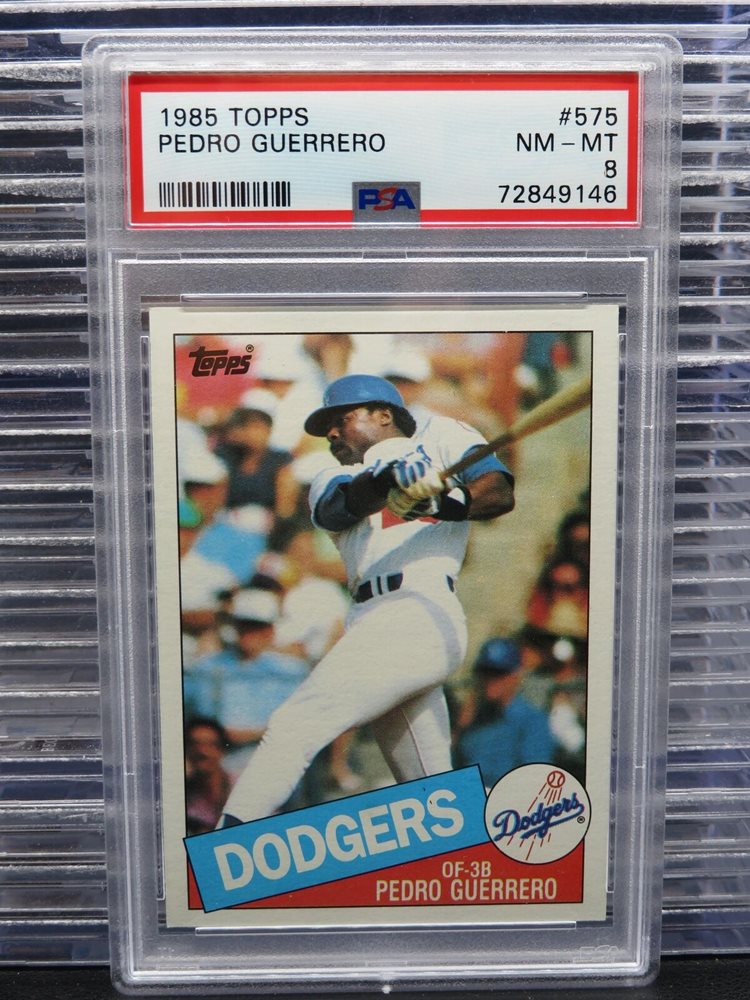 1985 TOPPS #575
PEDRO GUERRERO NM - MT
8
PSA 72849146
Topps®
DODGERS
Dodgers®
OF-3B
PEDRO GUERRERO